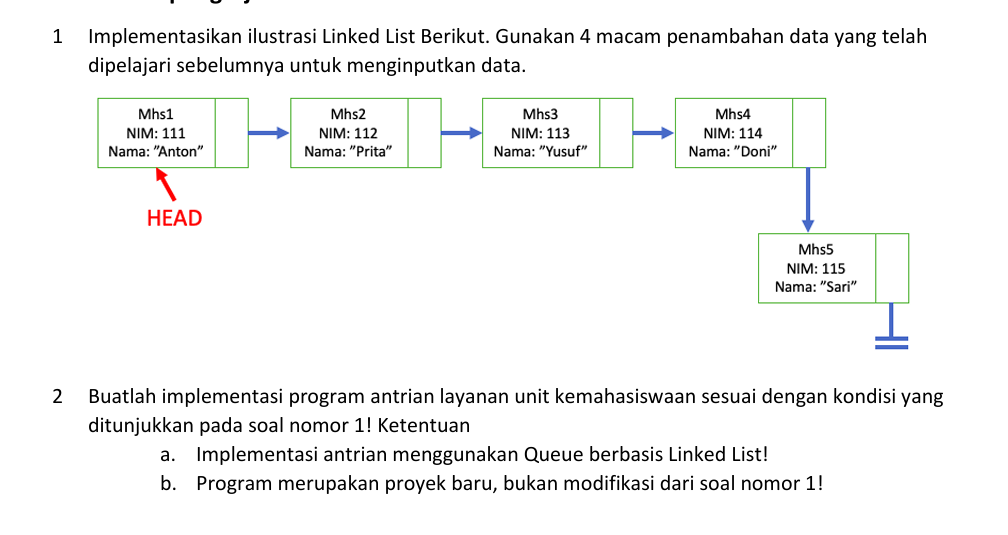 1 Implementasikan ilustrasi Linked List Berikut. Gunakan 4 macam penambahan data yang telah
dipelajari sebelumnya untuk menginputkan data.
Mhs1
NIM: 111
Nama: ”Anton”
Mhs2
NIM: 112
Nama: ”Prita”
Mhs3
NIM: 113
Nama: ”Yusuf”
Mhs4
NIM: 114
Nama: ”Doni”
HEAD
Mhs5
NIM: 115
Nama: ”Sari”
2 Buatlah implementasi program antrian layanan unit kemahasiswaan sesuai dengan kondisi yang
ditunjukkan pada soal nomor 1! Ketentuan
a. Implementasi antrian menggunakan Queue berbasis Linked List!
b. Program merupakan proyek baru, bukan modifikasi dari soal nomor 1!